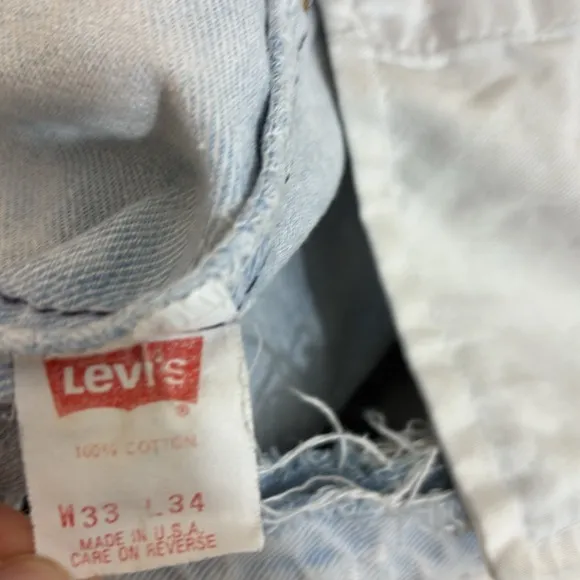 Levi's
®
100% COTTON
W33 L34
MADE IN U.S.A.
CARE ON REVERSE